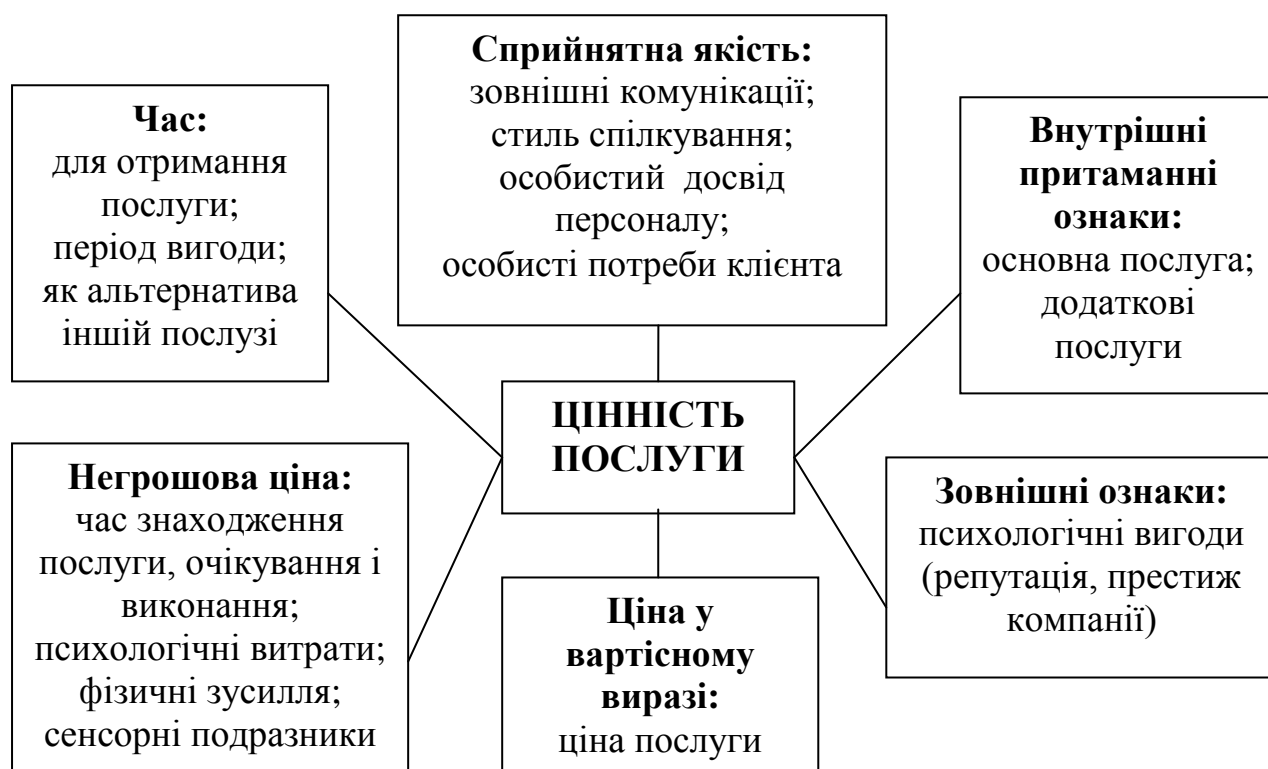 Сприйнятна якість:
зовнішні комунікації;
стиль спілкування;
особистий досвід
персоналу;
особисті потреби клієнта
Час:
для отримання
послуги;
період вигоди;
як альтернатива
іншій послузі
Внутрішні
притаманні
ознаки:
основна послуга;
додаткові
послуги
ЦІННІСТЬ
ПОСЛУГИ
Негрошова ціна:
час знаходження
послуги, очікування і
виконання;
психологічні витрати;
фізичні зусилля;
сенсорні подразники
Ціна у
вартісному
виразі:
ціна послуги
Зовнішні ознаки:
психологічні вигоди
(репутація, престиж
компанії)